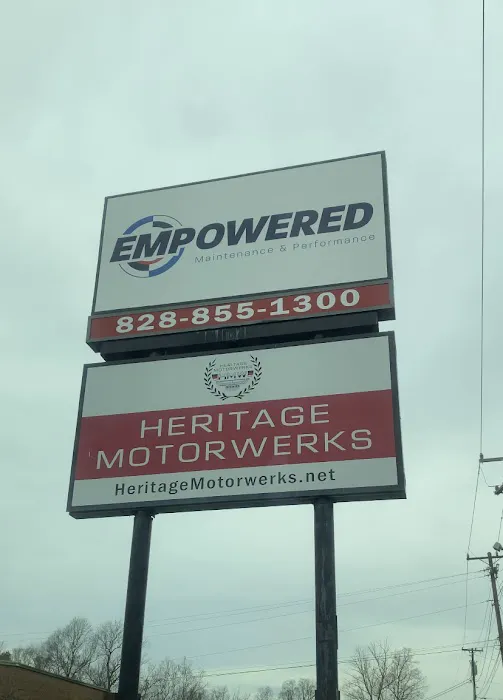 EMPOWERED
Maintenance & Performance
828-855-1300
HERITAGE
MOTORWERKS
HeritageMotorwerks.net